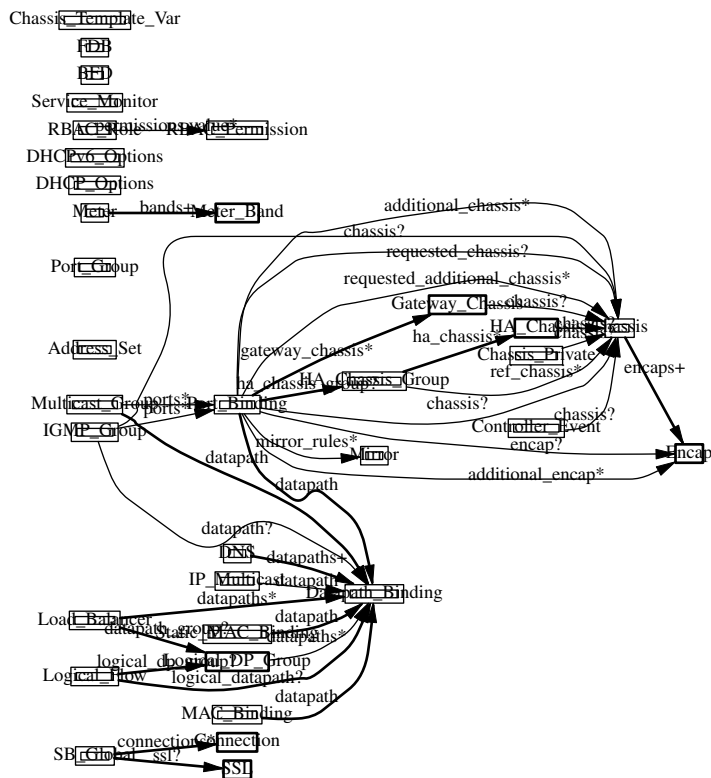 Chassis_Template_Var
FDB
BFD
Service_Monitor
RBAC_Role
permissions value*
RBAC_Permission
DHCPv6_Options
DHCP_Options
Meter
bands+
Meter_Band
additional_chassis*
chassis?
requested_chassis?
Port_Group
requested_additional_chassis*
Gateway_Chassis
chassis?
HA_Chassis
chassis?
Chassis
gateway_chassis*
ha_chassis*
Address_Set
Chassis_Private
encaps+
ref_chassis*
HA_Chassis_Group
ha_chassis_group?
Multicast_Group
ports*
Port_Binding
chassis?
chassis?
IGMP_Group
ports*
Controller_Event
mirror_rules*
encap?
datapath
Mirror
Encap
additional_encap*
datapath
datapath?
DNS
datapaths+
IP_Multicast
datapath
Datapath_Binding
datapaths*
Load_Balancer
datapath_group?
Static_MAC_Binding
datapath
datapaths*
logical_dp_group?
Logical_DP_Group
Logical_Flow
logical_datapath?
datapath
MAC_Binding
connections*
Connection
SB_Global
ssl?
SSL